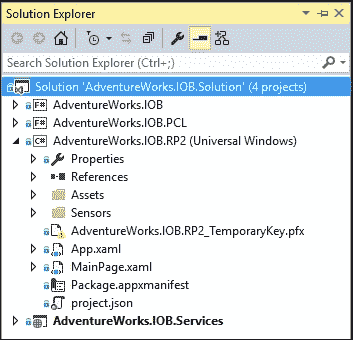 Solution Explorer
Search Solution Explorer (Ctrl+;)
Solution 'AdventureWorks.IOB.Solution' (4 projects)
F# AdventureWorks.IOB
F# AdventureWorks.IOB.PCL
C# AdventureWorks.IOB.RP2 (Universal Windows)
Properties
References
Assets
Sensors
AdventureWorks.IOB.RP2_TemporaryKey.pfx
App.xaml
MainPage.xaml
Package.appxmanifest
project.json
AdventureWorks.IOB.Services